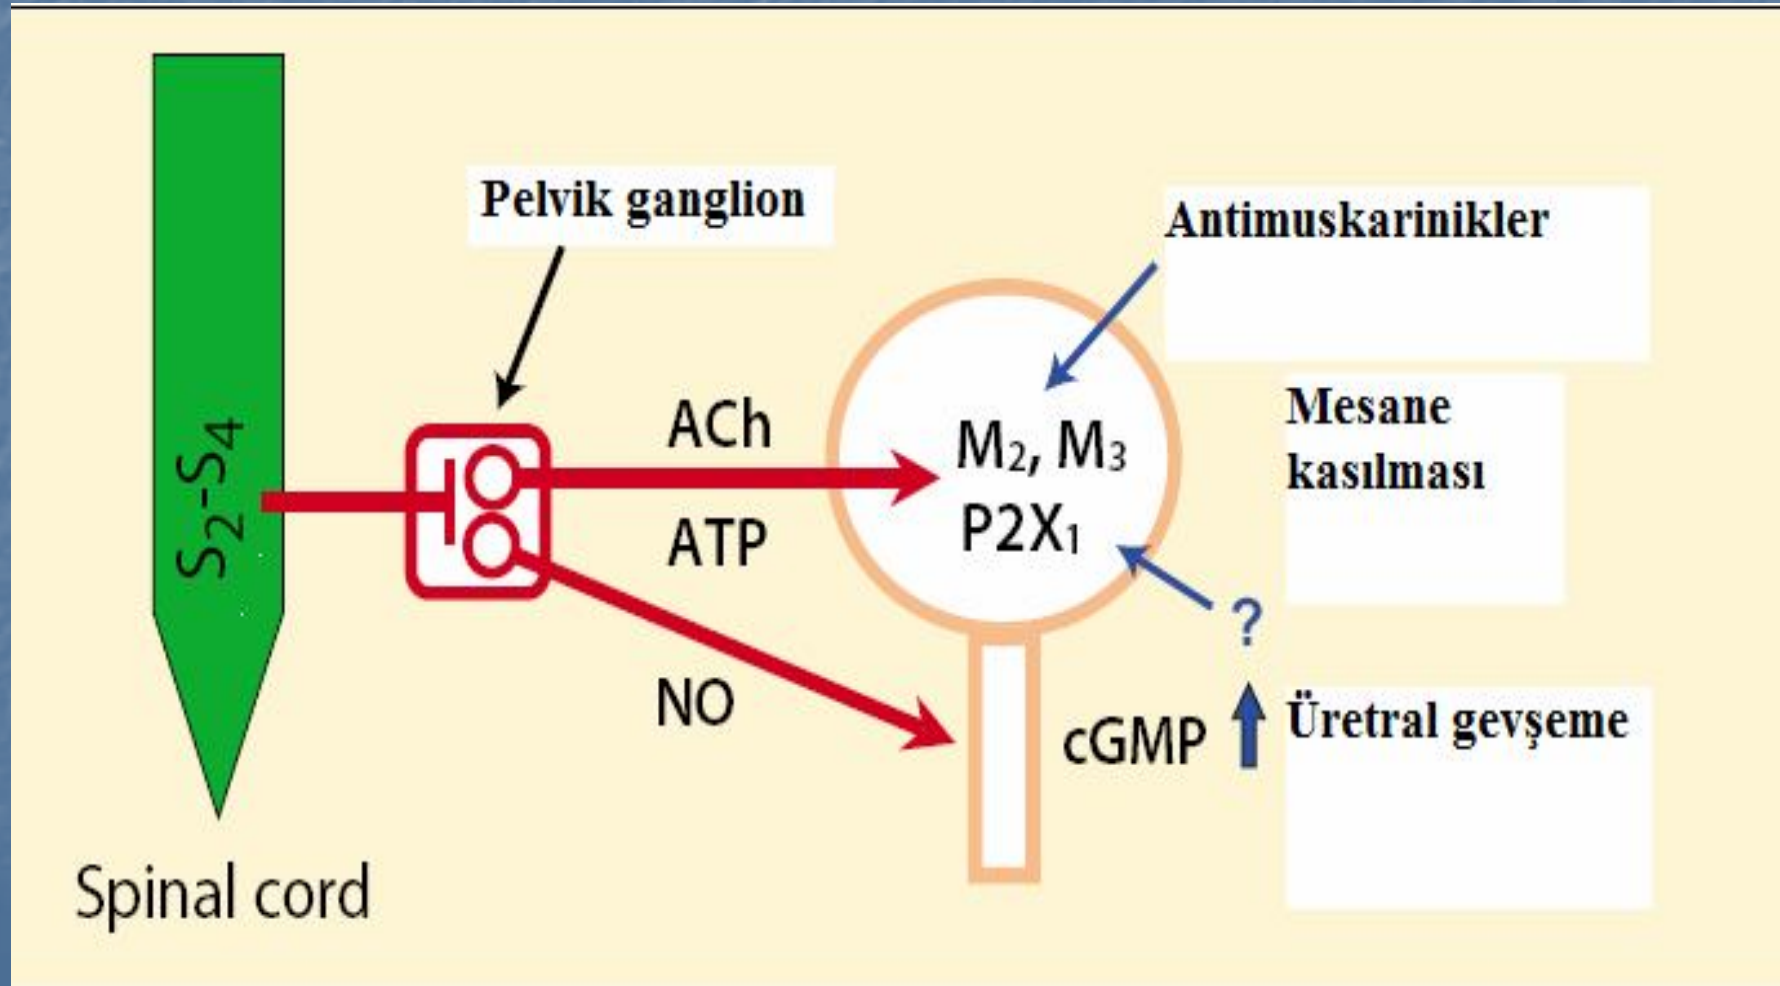 Pelvik ganglion
Antimuskarinikler
ACh
ATP
NO
M₂, M₃
P2X₁
Mesane
kasılması
?
cGMP
Üretral gevşeme
S₂-S₄
Spinal cord